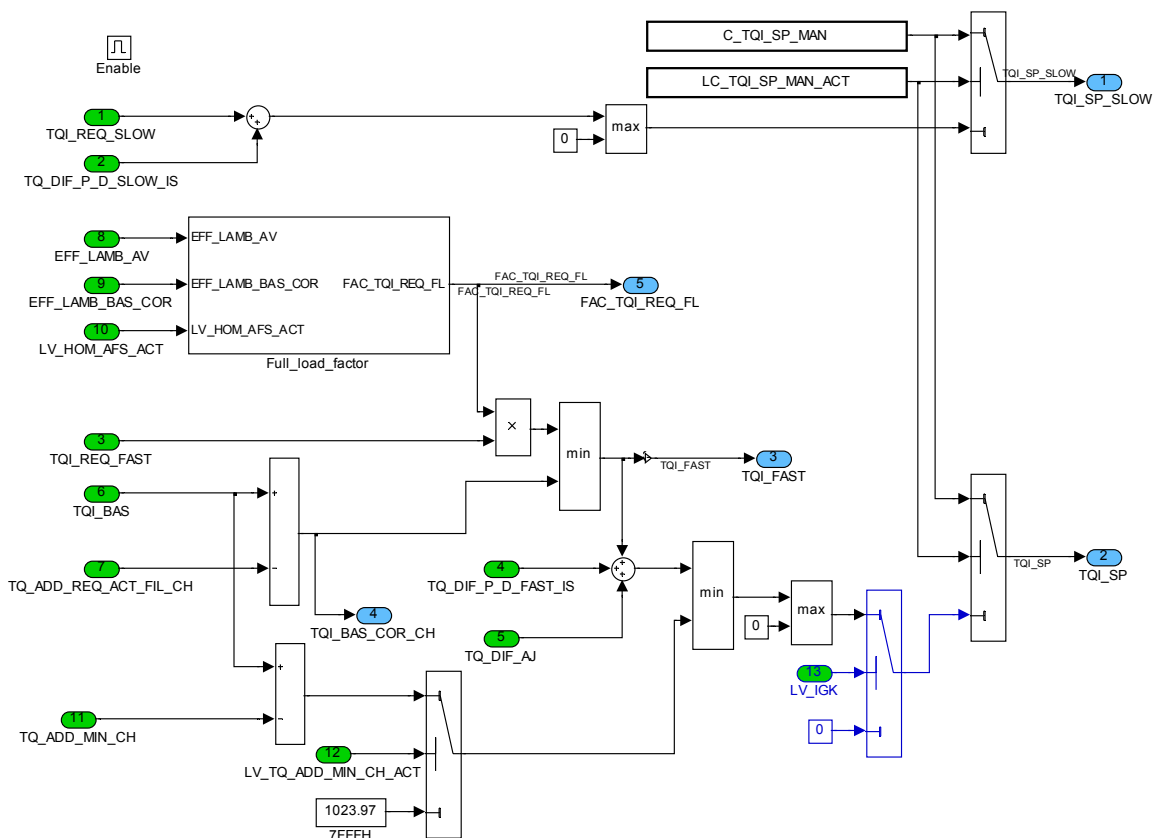 C_TQI_SP_MAN
Enable
LC_TQI_SP_MAN_ACT
TQI_SP_SLOW
1
TQI_SP_SLOW
1
TQI_REQ_SLOW
+
+
max
0
2
TQ_DIF_P_D_SLOW_IS
8
EFF_LAMB_AV
EFF_LAMB_AV
9
EFF_LAMB_BAS_COR
EFF_LAMB_BAS_COR
FAC_TQI_REQ_FL
FAC_TQI_REQ_FL
FAC_TQI_REQ_FL
5
FAC_TQI_REQ_FL
10
LV_HOM_AFS_ACT
LV_HOM_AFS_ACT
Full_load_factor
3
TQI_REQ_FAST
×
min
TQI_FAST
3
TQI_FAST
6
TQI_BAS
+
-
7
TQ_ADD_REQ_ACT_FIL_CH
4
TQI_BAS_COR_CH
4
TQ_DIF_P_D_FAST_IS
+
+
+
5
TQ_DIF_AJ
min
max
0
TQI_SP
2
TQI_SP
13
LV_IGK
0
+
-
11
TQ_ADD_MIN_CH
12
LV_TQ_ADD_MIN_CH_ACT
1023.97
7FFFH